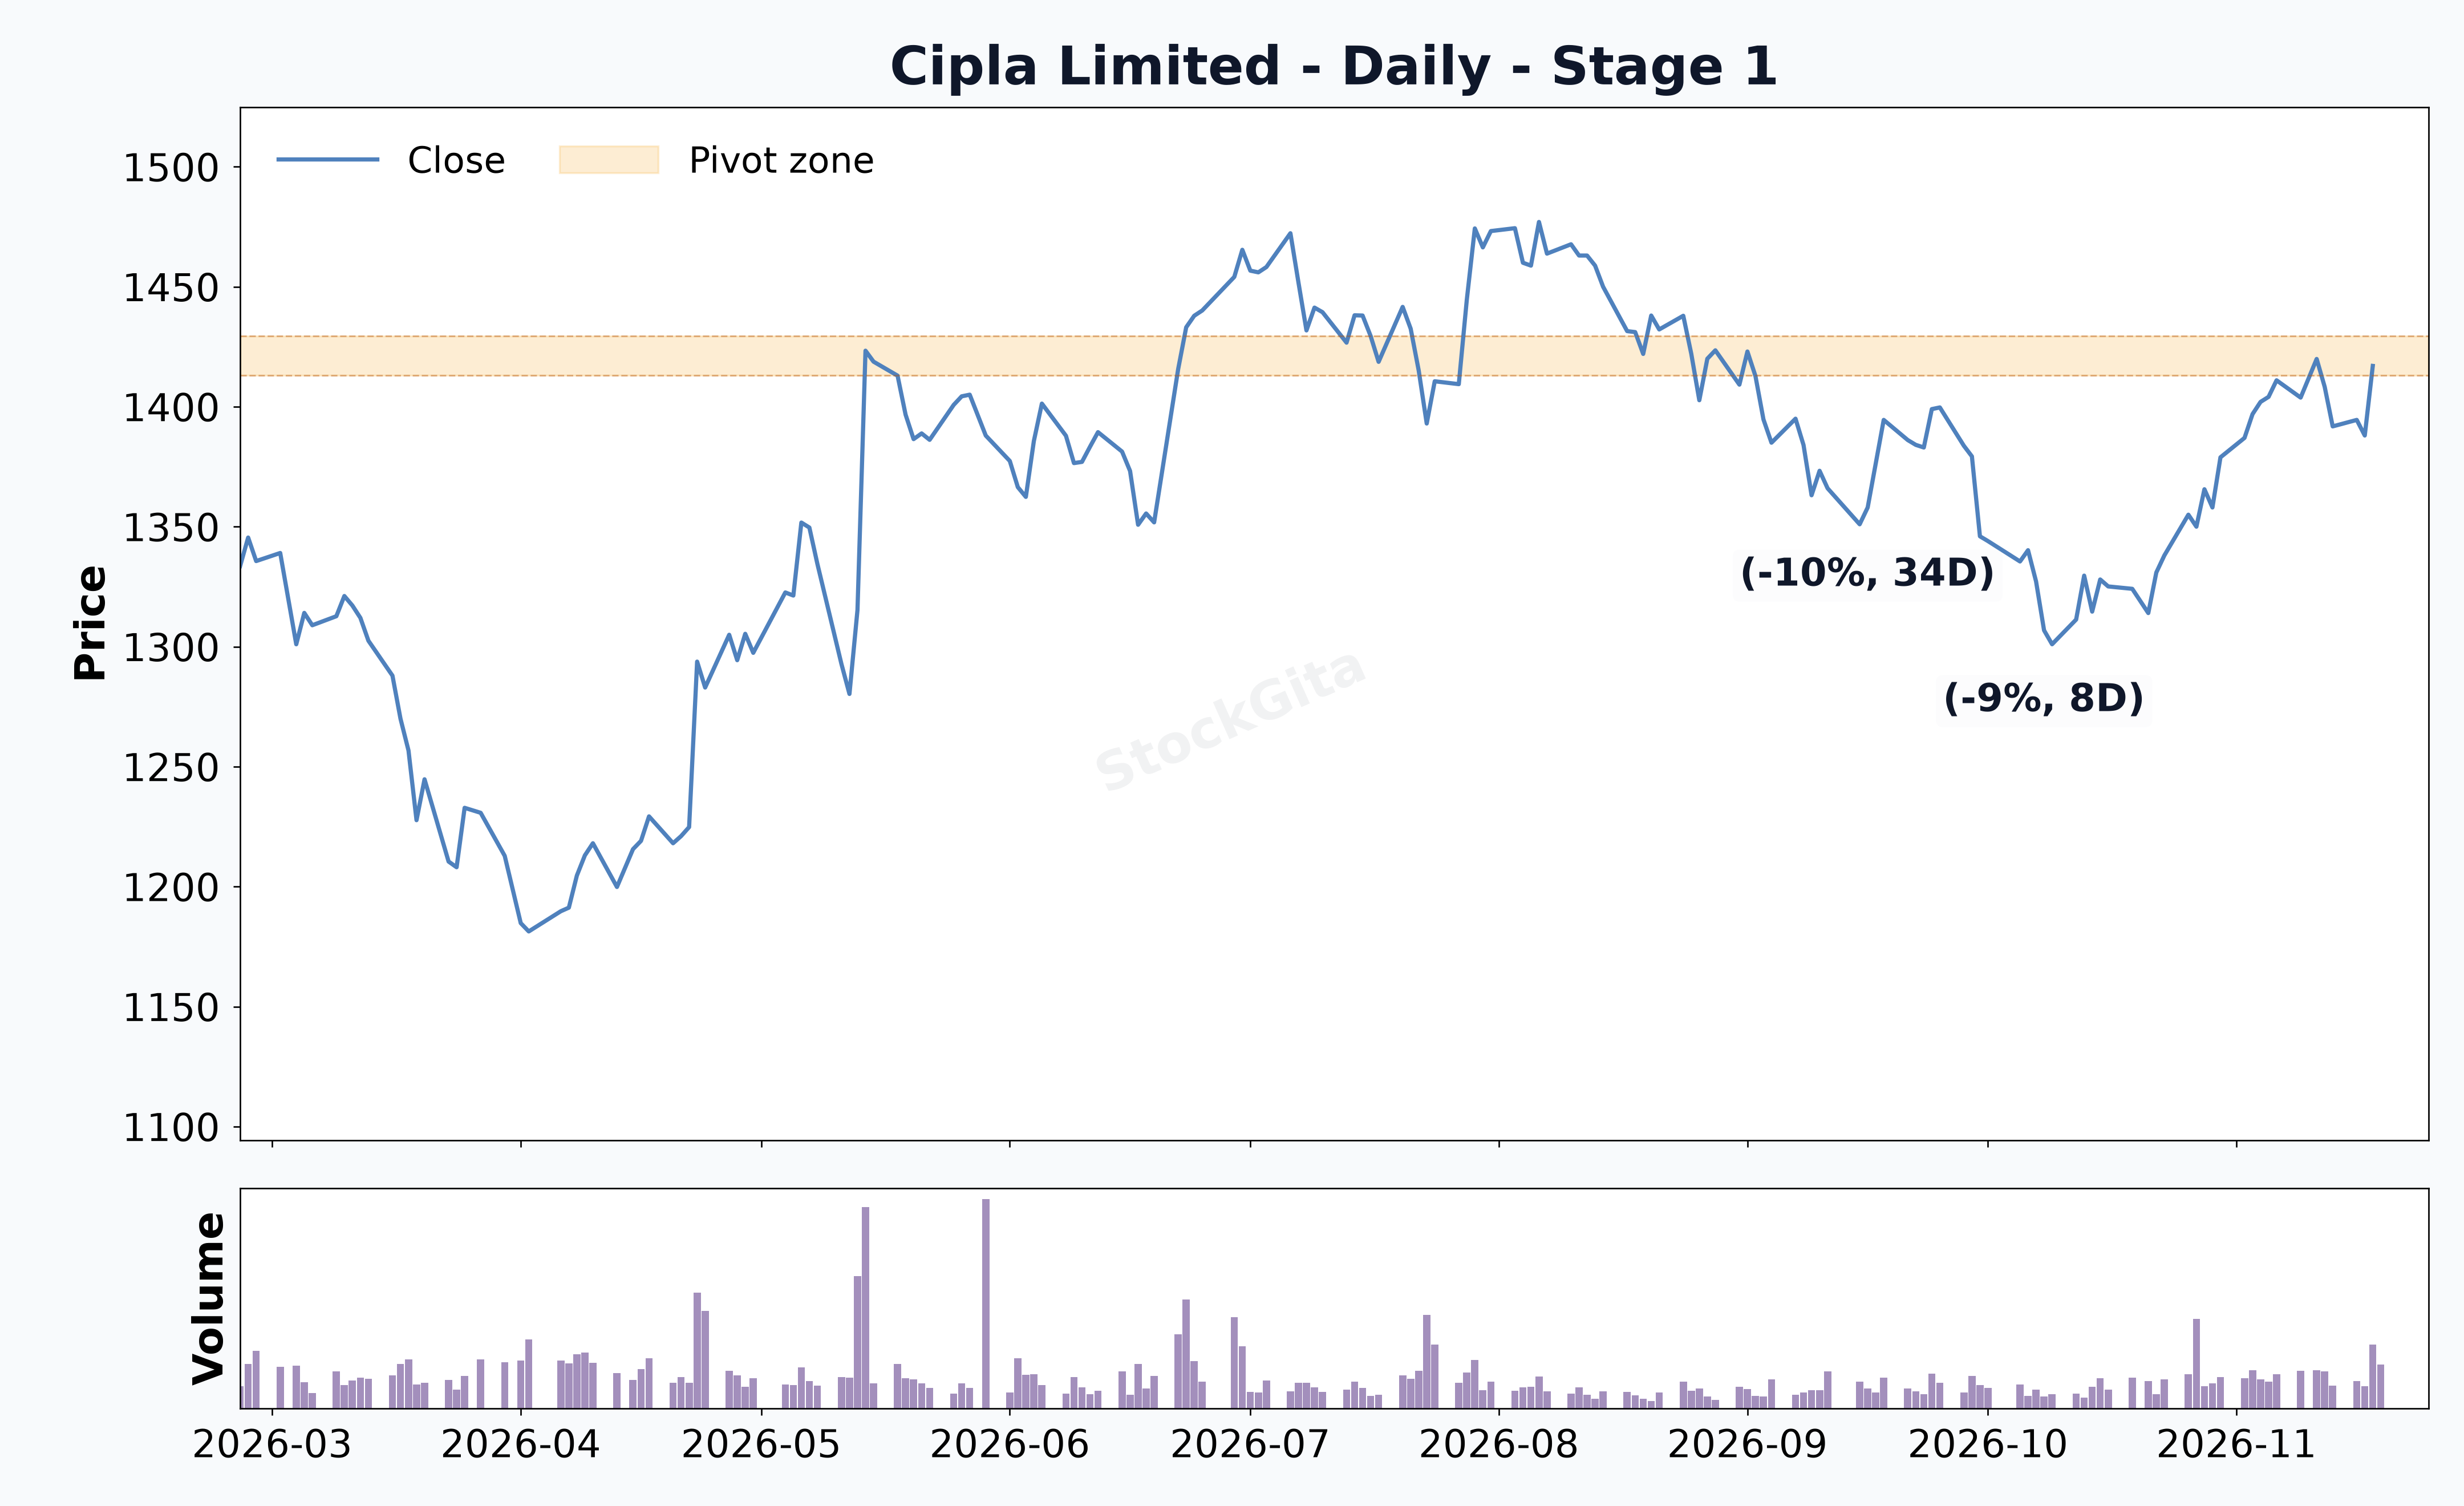 Cipla Limited - Daily - Stage 1
Close
Pivot zone
Price
1500
1450
1400
1350
1300
1250
1200
1150
1100
(-10%, 34D)
(-9%, 8D)
StockGita
Volume
2026-03
2026-04
2026-05
2026-06
2026-07
2026-08
2026-09
2026-10
2026-11